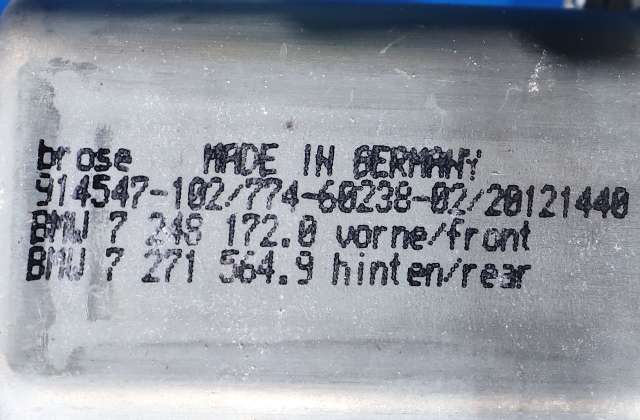 brose MADE IN GERMANY
914547-102/774-60238-02/20121440
BMW 7 248 172.0 vorne/front
BMW 7 271 564.9 hinten/rear